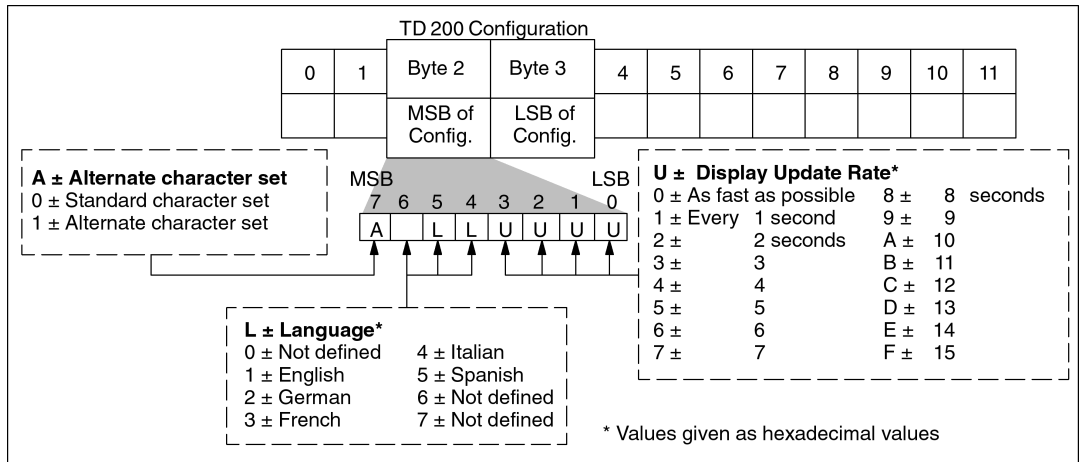 TD 200 Configuration
0 1 Byte 2 Byte 3 4 5 6 7 8 9 10 11
MSB of Config. LSB of Config.
MSB LSB
7 6 5 4 3 2 1 0
A L L U U U U
A ± Alternate character set
0 ± Standard character set
1 ± Alternate character set
U ± Display Update Rate*
0 ± As fast as possible 8 ± 8 seconds
1 ± Every 1 second 9 ± 9
2 ± 2 seconds A ± 10
3 ± 3 B ± 11
4 ± 4 C ± 12
5 ± 5 D ± 13
6 ± 6 E ± 14
7 ± 7 F ± 15
L ± Language*
0 ± Not defined 4 ± Italian
1 ± English 5 ± Spanish
2 ± German 6 ± Not defined
3 ± French 7 ± Not defined
* Values given as hexadecimal values